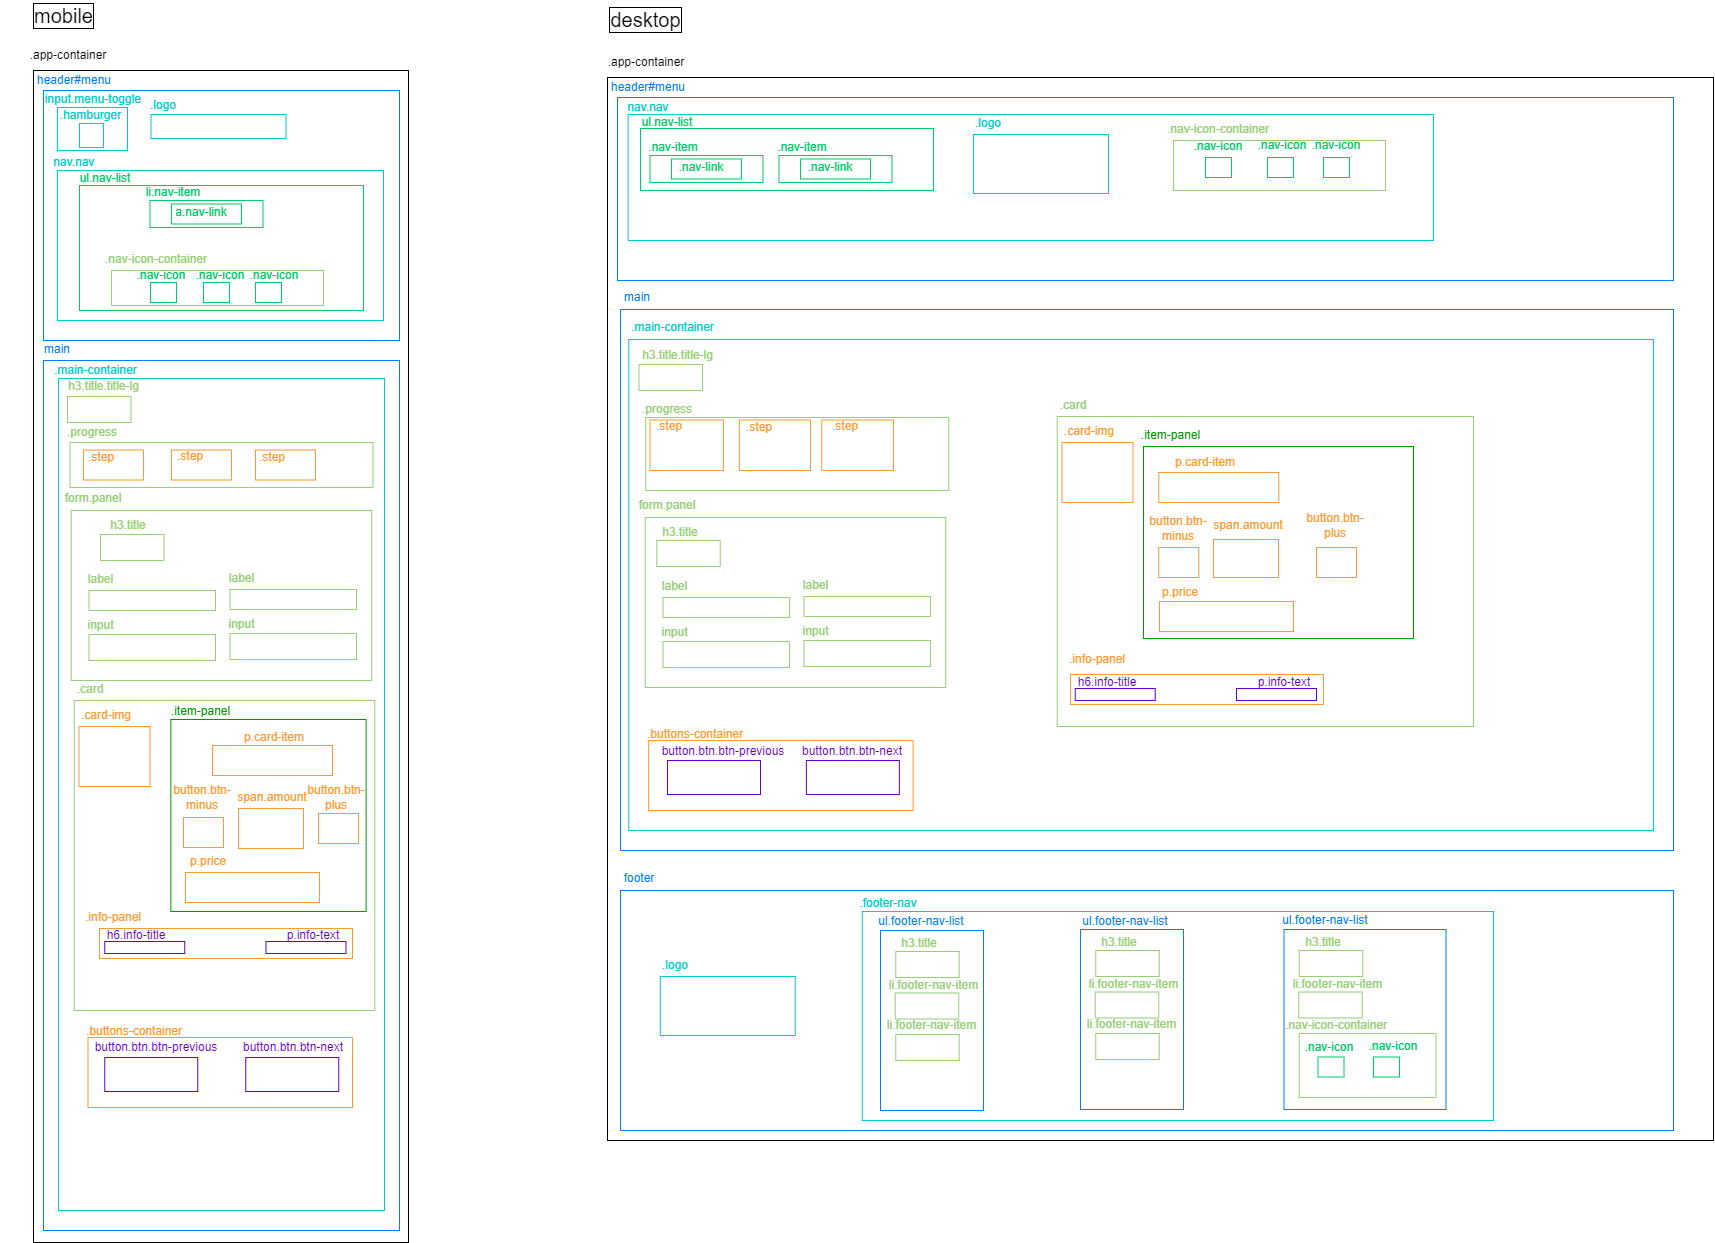 mobile
.app-container
header#menu
input.menu-toggle
.hamburger
.logo
nav.nav
ul.nav-list
li.nav-item
a.nav-link
.nav-icon-container
.nav-icon
.nav-icon
.nav-icon
main
.main-container
h3.title.title-lg
.progress
.step
.step
.step
form.panel
h3.title
label
label
input
input
.card
.card-img
.item-panel
p.card-item
button.btn-
minus
span.amount
button.btn-
plus
p.price
.info-panel
h6.info-title
p.info-text
.buttons-container
button.btn.btn-previous
button.btn.btn-next
desktop
.app-container
header#menu
nav.nav
ul.nav-list
.nav-item
.nav-link
.nav-item
.nav-link
.logo
.nav-icon-container
.nav-icon
.nav-icon
.nav-icon
main
.main-container
h3.title.title-lg
.progress
.step
.step
.step
form.panel
h3.title
label
label
input
input
.buttons-container
button.btn.btn-previous
button.btn.btn-next
.card
.card-img
.item-panel
p.card-item
button.btn-
minus
span.amount
button.btn-
plus
p.price
.info-panel
h6.info-title
p.info-text
footer
.logo
.footer-nav
ul.footer-nav-list
h3.title
li.footer-nav-item
li.footer-nav-item
ul.footer-nav-list
h3.title
li.footer-nav-item
li.footer-nav-item
ul.footer-nav-list
h3.title
li.footer-nav-item
.nav-icon-container
.nav-icon
.nav-icon